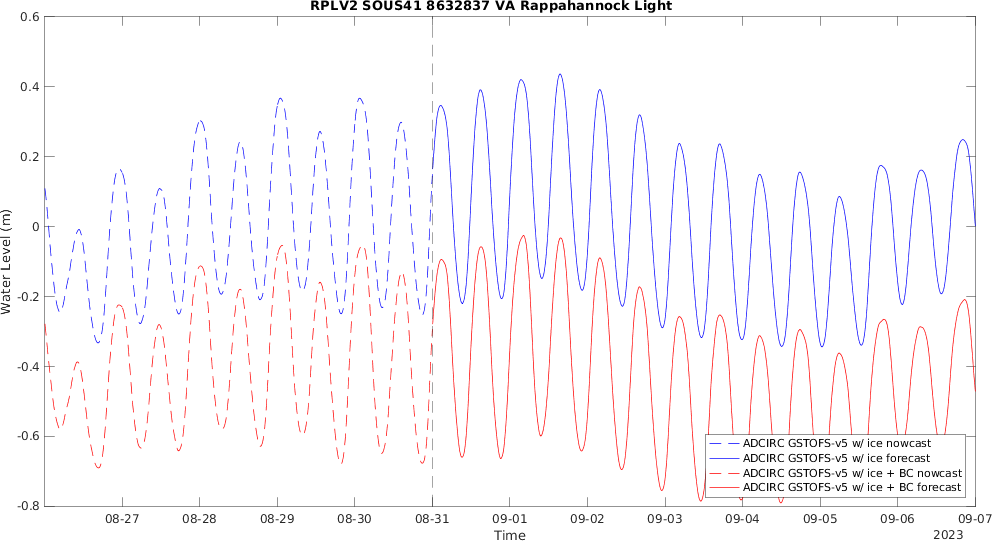 RPLV2 SOUS41 8632837 VA Rappahannock Light
0.6
0.4
0.2
0
-0.2
-0.4
-0.6
-0.8
Water Level (m)
ADCIRC GSTOFS-v5 w/ ice nowcast
ADCIRC GSTOFS-v5 w/ ice forecast
ADCIRC GSTOFS-v5 w/ ice + BC nowcast
ADCIRC GSTOFS-v5 w/ ice + BC forecast
08-27 08-28 08-29 08-30 08-31 09-01 09-02 09-03 09-04 09-05 09-06 09-07
Time
2023